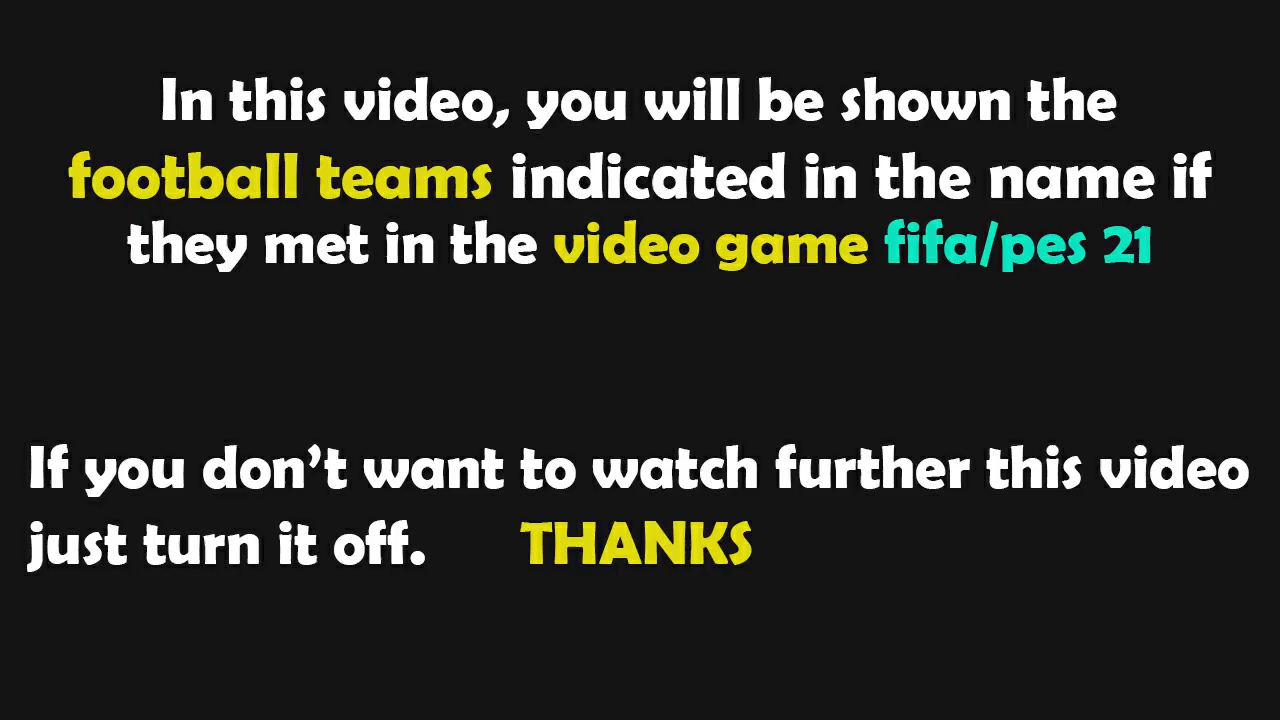 In this video, you will be shown the
football teams indicated in the name if
they met in the video game fifa/pes 21
If you don't want to watch further this video
just turn it off. THANKS